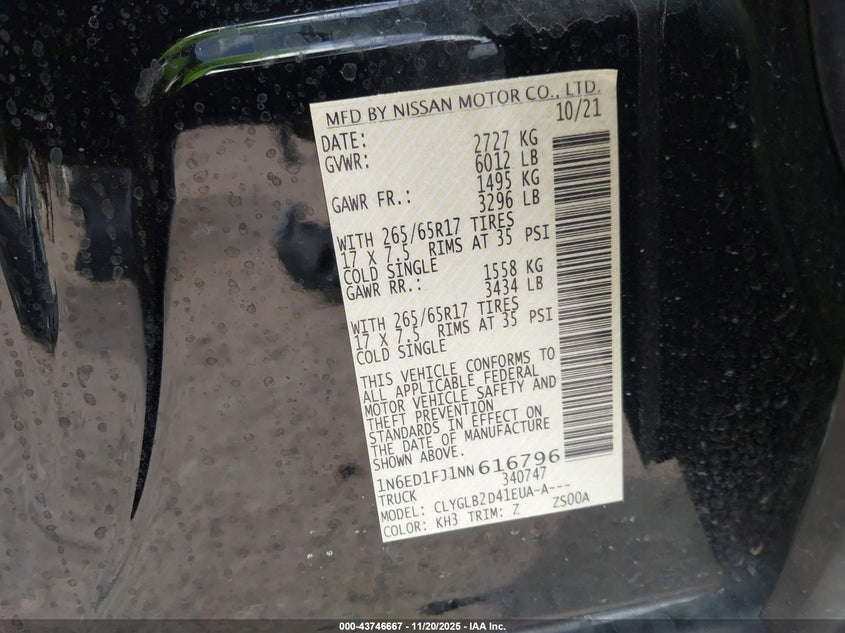 MFD BY NISSAN MOTOR CO., LTD.
DATE: 10/21
GVWR: 2727 KG
6012 LB
GAWR FR.: 1495 KG
3296 LB
WITH 265/65R17 TIRES
17 X 7.5 RIMS AT 35 PSI
COLD SINGLE
GAWR RR.: 1558 KG
3434 LB
WITH 265/65R17 TIRES
17 X 7.5 RIMS AT 35 PSI
COLD SINGLE
THIS VEHICLE CONFORMS TO
ALL APPLICABLE FEDERAL
MOTOR VEHICLE SAFETY AND
THEFT PREVENTION
STANDARDS IN EFFECT ON
THE DATE OF MANUFACTURE
SHOWN ABOVE.
1N6ED1FJ1NN616796
TRUCK 340747
MODEL: CLYGLB2D41EUA-A---
COLOR: KH3 TRIM: Z ZS00A
000-43746667 - 11/20/2025 - IAA Inc.